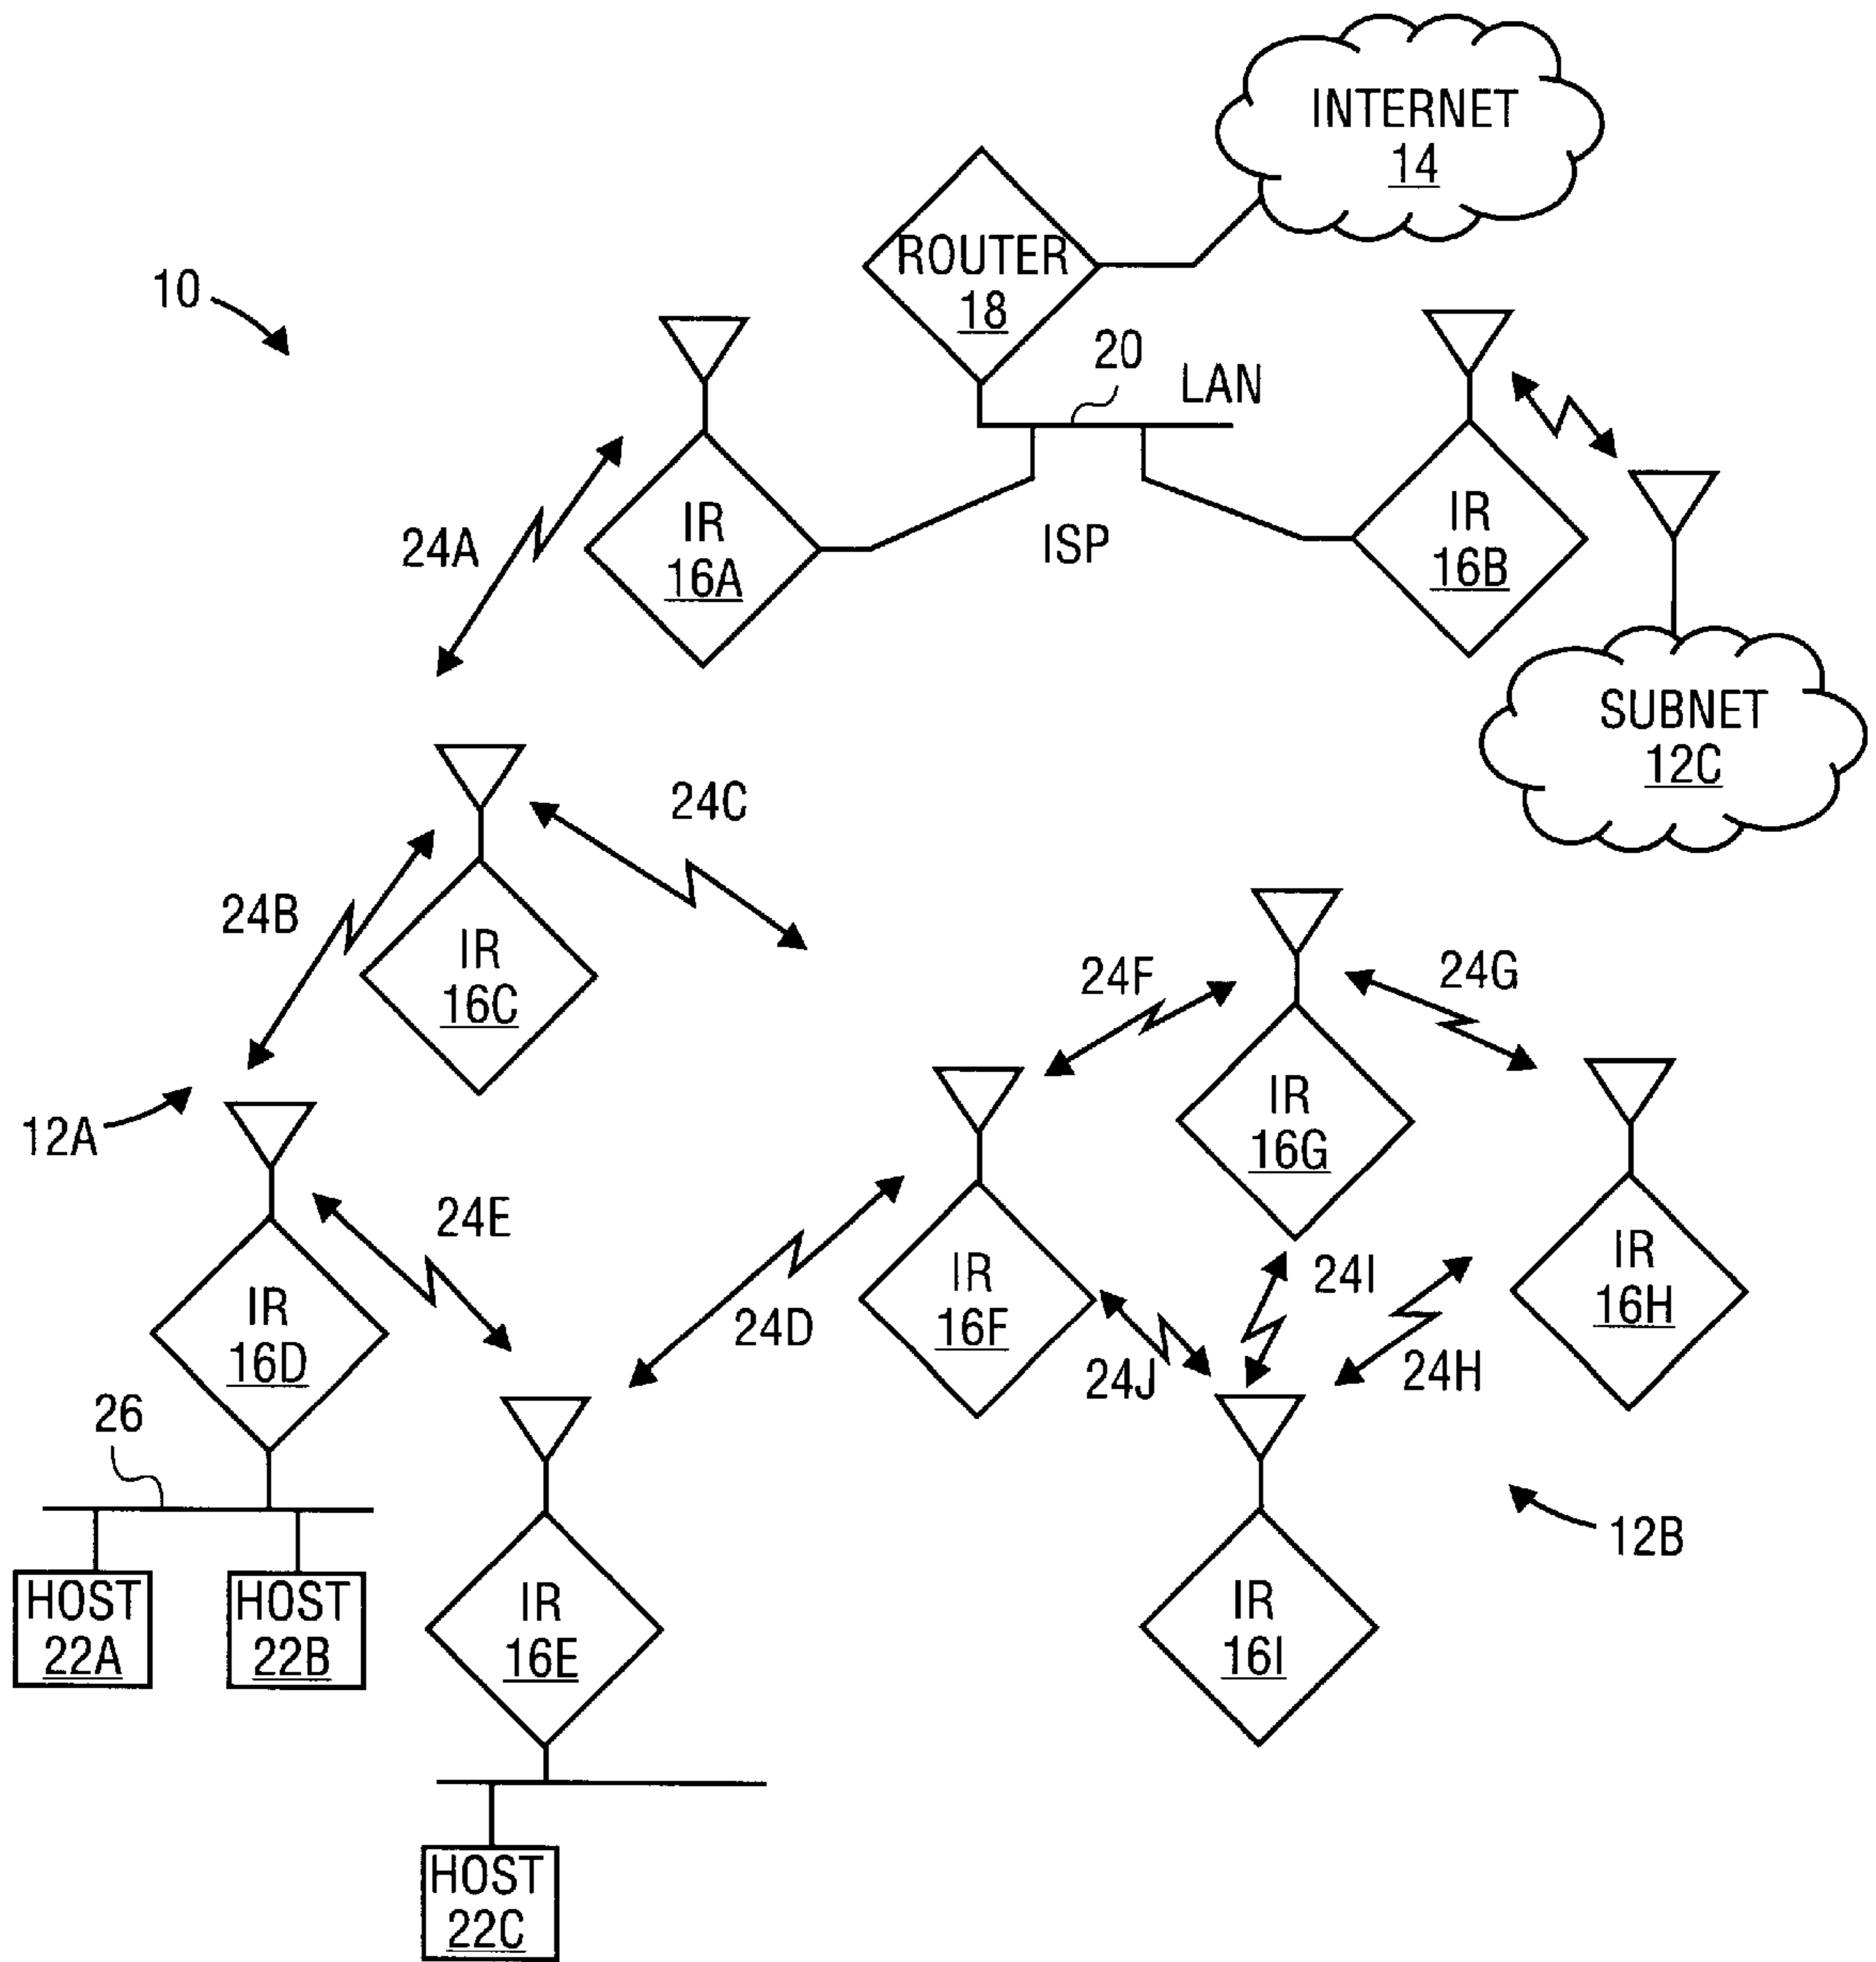 INTERNET
14
ROUTER
18
10
20
LAN
IR
16A
24A
ISP
IR
16B
SUBNET
12C
24C
24B
IR
16C
24F
24G
12A
IR
16G
24E
IR
16D
24D
IR
16F
24I
IR
16H
24J
24H
26
12B
HOST
22A
HOST
22B
IR
16E
IR
16I
HOST
22C